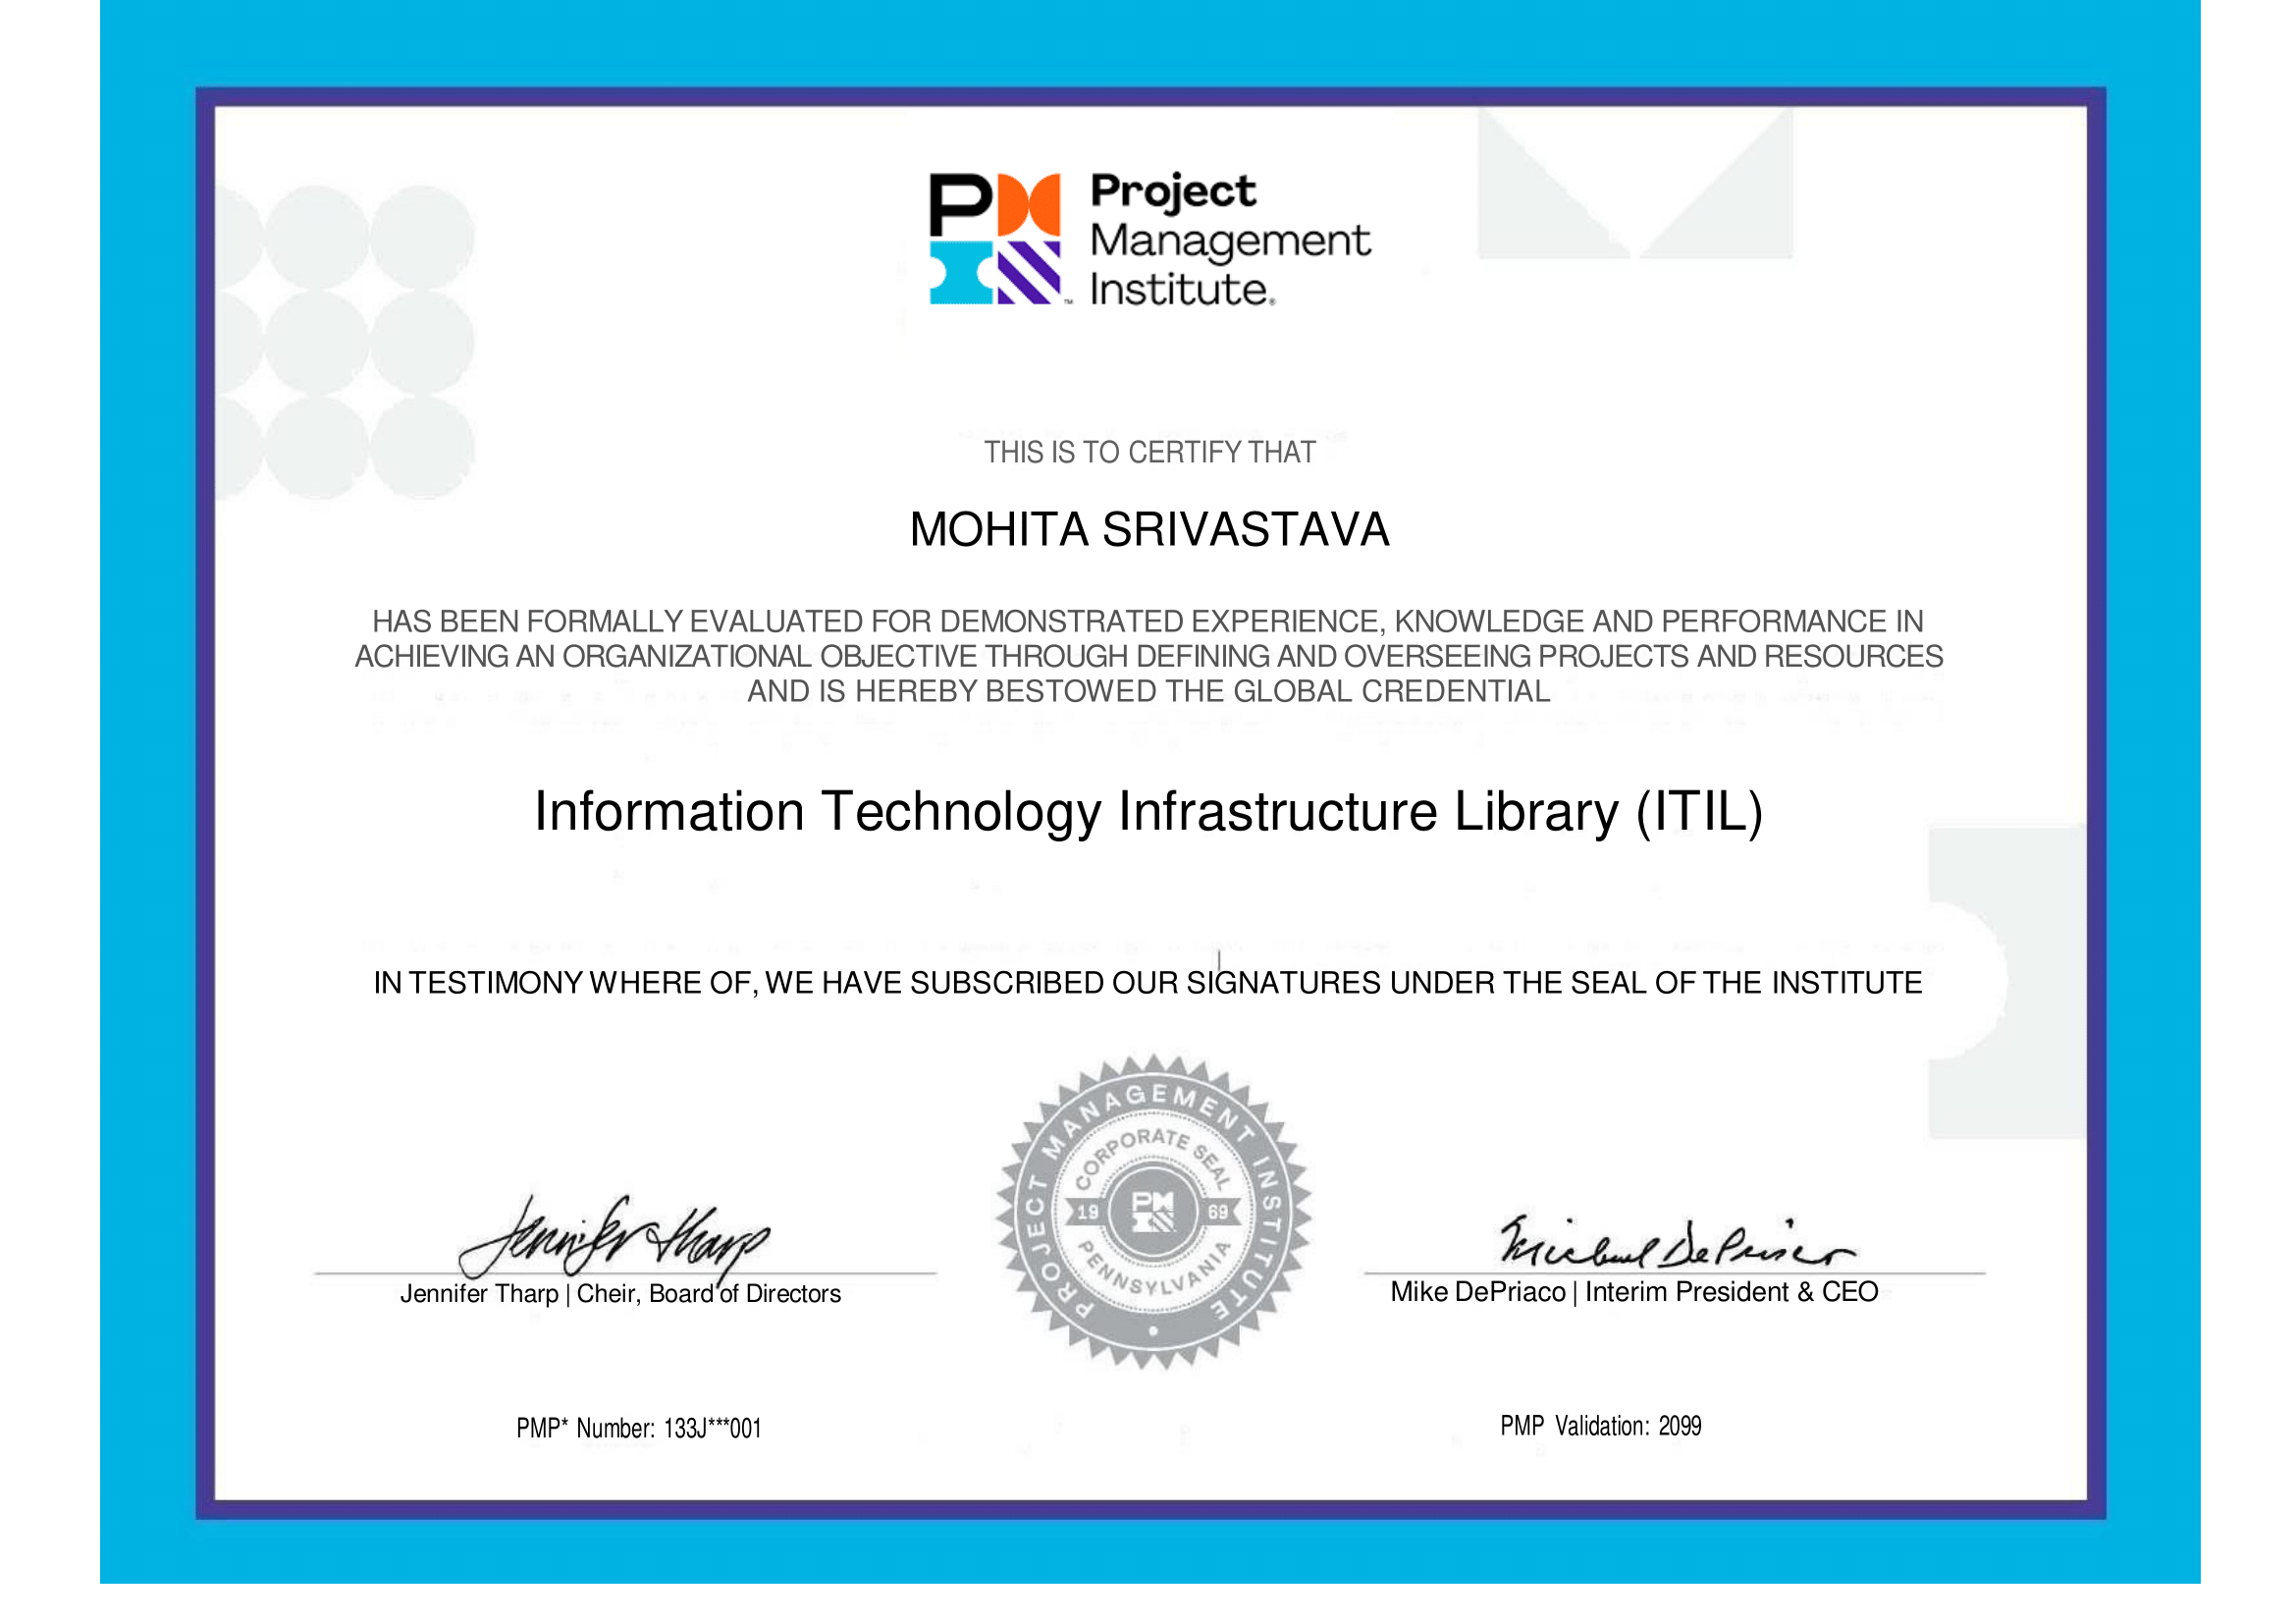 PM
Project
Management
Institute.
THIS IS TO CERTIFY THAT
MOHITA SRIVASTAVA
HAS BEEN FORMALLY EVALUATED FOR DEMONSTRATED EXPERIENCE, KNOWLEDGE AND PERFORMANCE IN
ACHIEVING AN ORGANIZATIONAL OBJECTIVE THROUGH DEFINING AND OVERSEEING PROJECTS AND RESOURCES
AND IS HEREBY BESTOWED THE GLOBAL CREDENTIAL
Information Technology Infrastructure Library (ITIL)
IN TESTIMONY WHERE OF, WE HAVE SUBSCRIBED OUR SIGNATURES UNDER THE SEAL OF THE INSTITUTE
PROJECT MANAGEMENT INSTITUTE
CORPORATE SEAL
19 PM 69
PENNSYLVANIA
Jennifer Tharp
Jennifer Tharp | Cheir, Board of Directors
Michael DePrisco
Mike DePriaco | Interim President & CEO
PMP* Number: 133J***001
PMP Validation: 2099